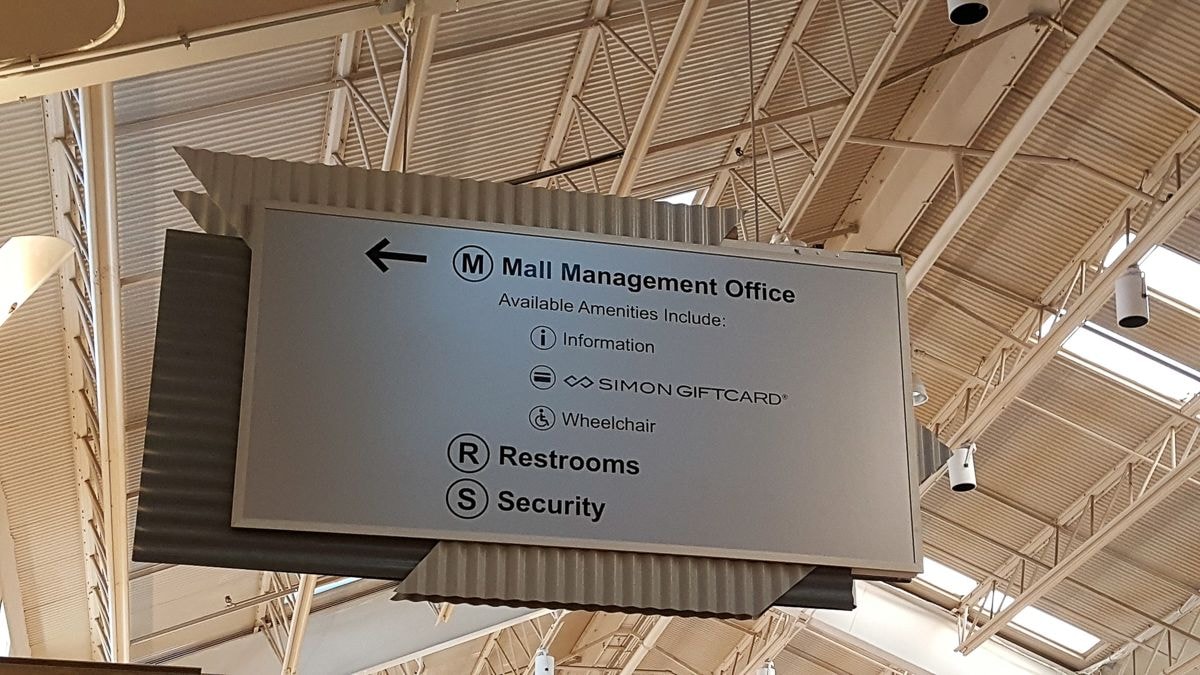 ← M Mall Management Office
Available Amenities Include:
i Information
SIMON GIFTCARD®
Wheelchair
R Restrooms
S Security